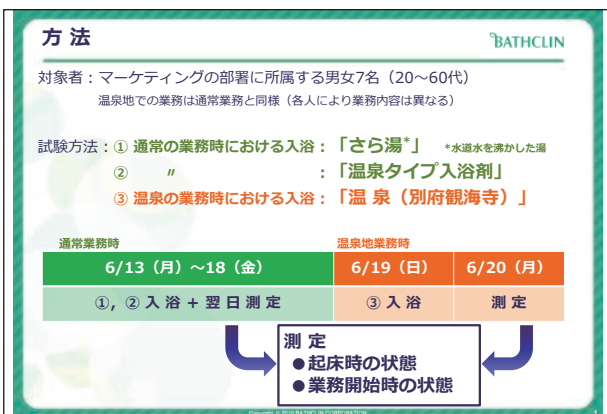 方 法
BATHCLIN
対象者：マーケティングの部署に所属する男女7名（20～60代）
温泉地での業務は通常業務と同様（各人により業務内容は異なる）
試験方法：① 通常の業務時における入浴：「さら湯*」 *水道水を沸かした湯
② 〃 ：「温泉タイプ入浴剤」
③ 温泉の業務時における入浴：「温 泉（別府観海寺）」
通常業務時 温泉地業務時
6/13（月）～18（金） 6/19（日） 6/20（月）
①，② 入 浴 + 翌 日 測 定 ③ 入 浴 測 定
測 定
●起床時の状態
●業務開始時の状態